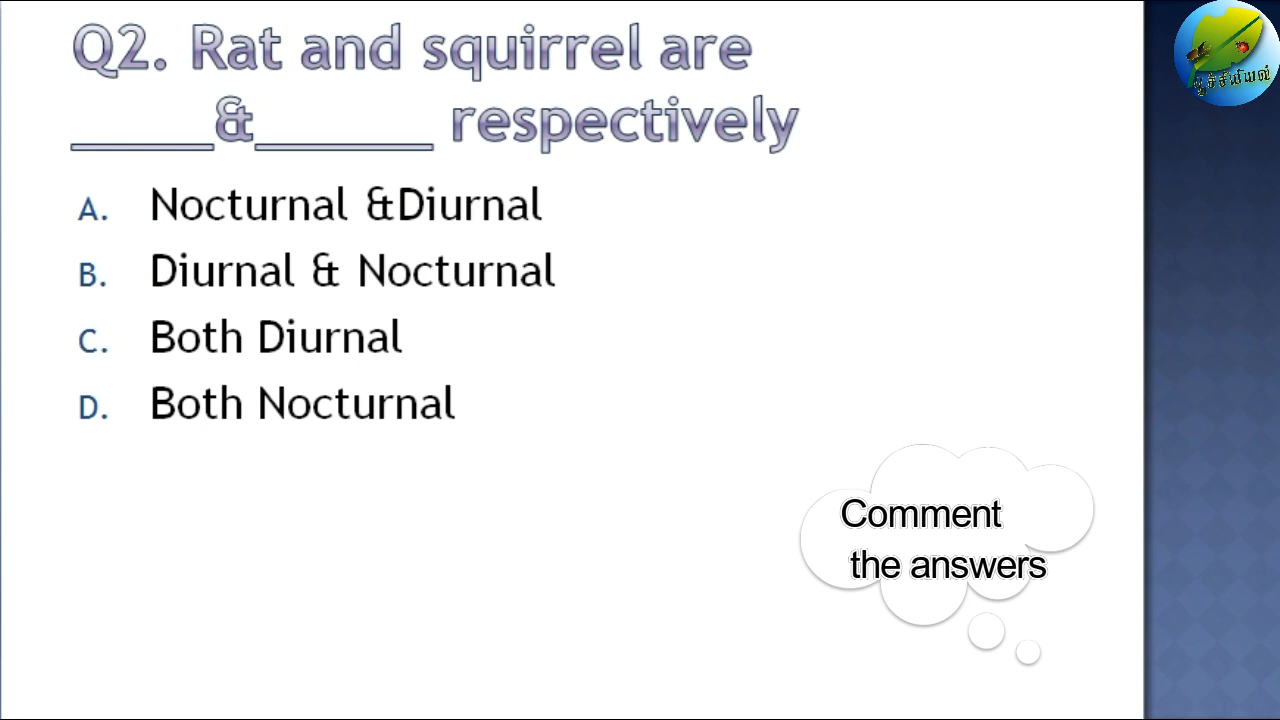 Q2. Rat and squirrel are
_____&______ respectively
A. Nocturnal &Diurnal
B. Diurnal & Nocturnal
C. Both Diurnal
D. Both Nocturnal
Comment
the answers